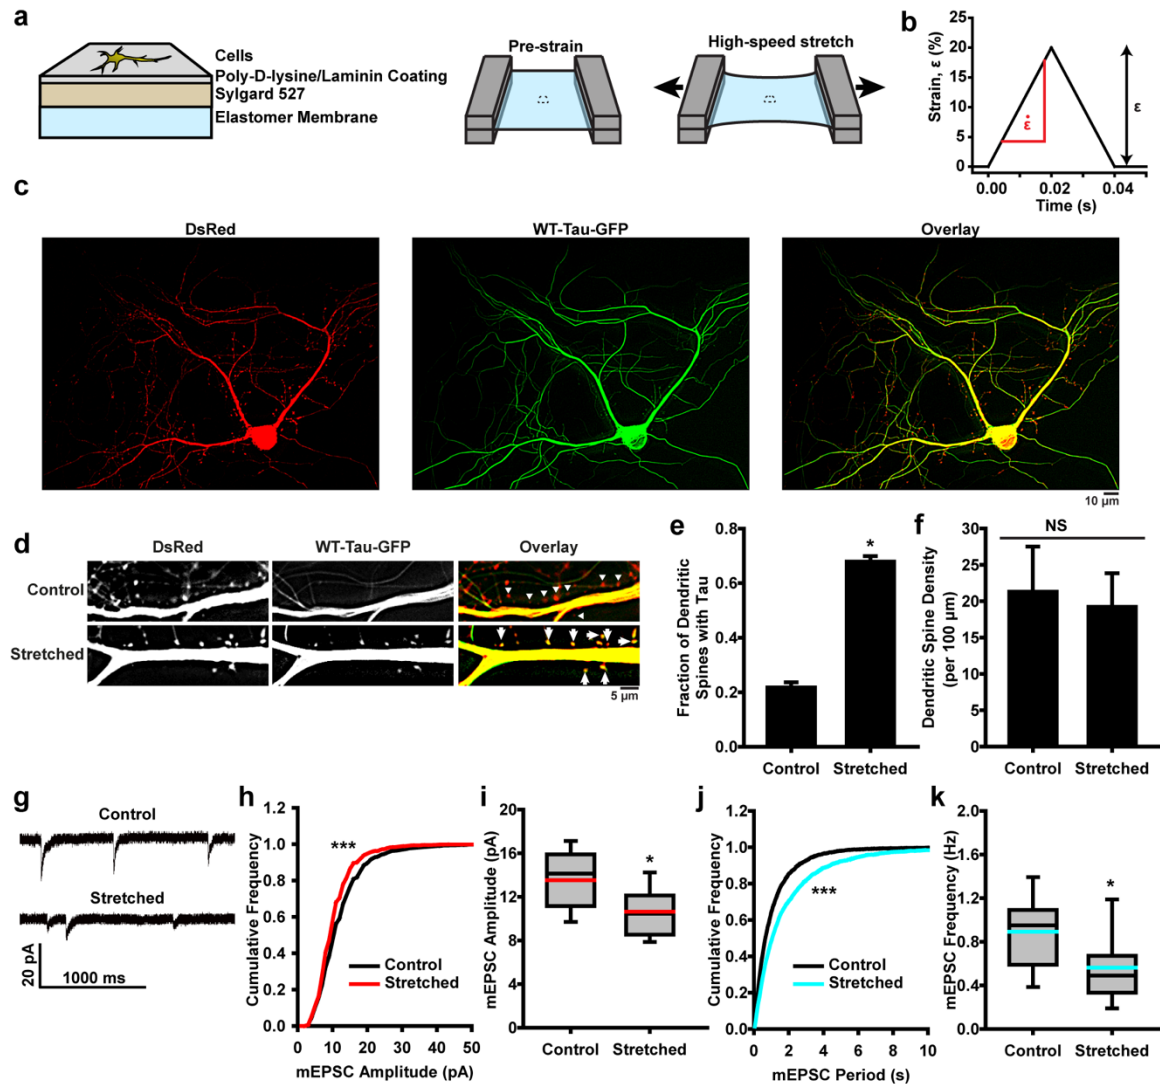 a
Cells
Poly-D-lysine/Laminin Coating
Sylgard 527
Elastomer Membrane
Pre-strain
High-speed stretch
b
Strain, ε (%)
25
20
15
10
5
0
ε̇
ε
0.00 0.02 0.04
Time (s)
c
DsRed WT-Tau-GFP Overlay
10 μm
d
DsRed WT-Tau-GFP Overlay
Control
Stretched
5 μm
e
Fraction of Dendritic
Spines with Tau
0.8
0.6
0.4
0.2
0.0
*
Control Stretched
f
Dendritic Spine Density
(per 100 μm)
30
25
20
15
10
5
0
NS
Control Stretched
g
Control
Stretched
20 pA
1000 ms
h
Cumulative Frequency
1.2
1.0
0.8
0.6
0.4
0.2
0.0
***
Control
Stretched
0 10 20 30 40 50
mEPSC Amplitude (pA)
i
mEPSC Amplitude (pA)
20
16
12
8
4
0
*
Control Stretched
j
Cumulative Frequency
1.2
1.0
0.8
0.6
0.4
0.2
0.0
***
Control
Stretched
0 2 4 6 8 10
mEPSC Period (s)
k
mEPSC Frequency (Hz)
2.0
1.6
1.2
0.8
0.4
0.0
*
Control Stretched